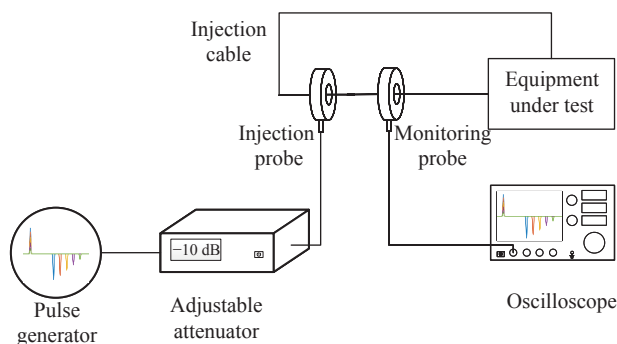 Injection
cable
Equipment
under test
Injection
probe
Monitoring
probe
−10 dB
Pulse
generator
Adjustable
attenuator
Oscilloscope